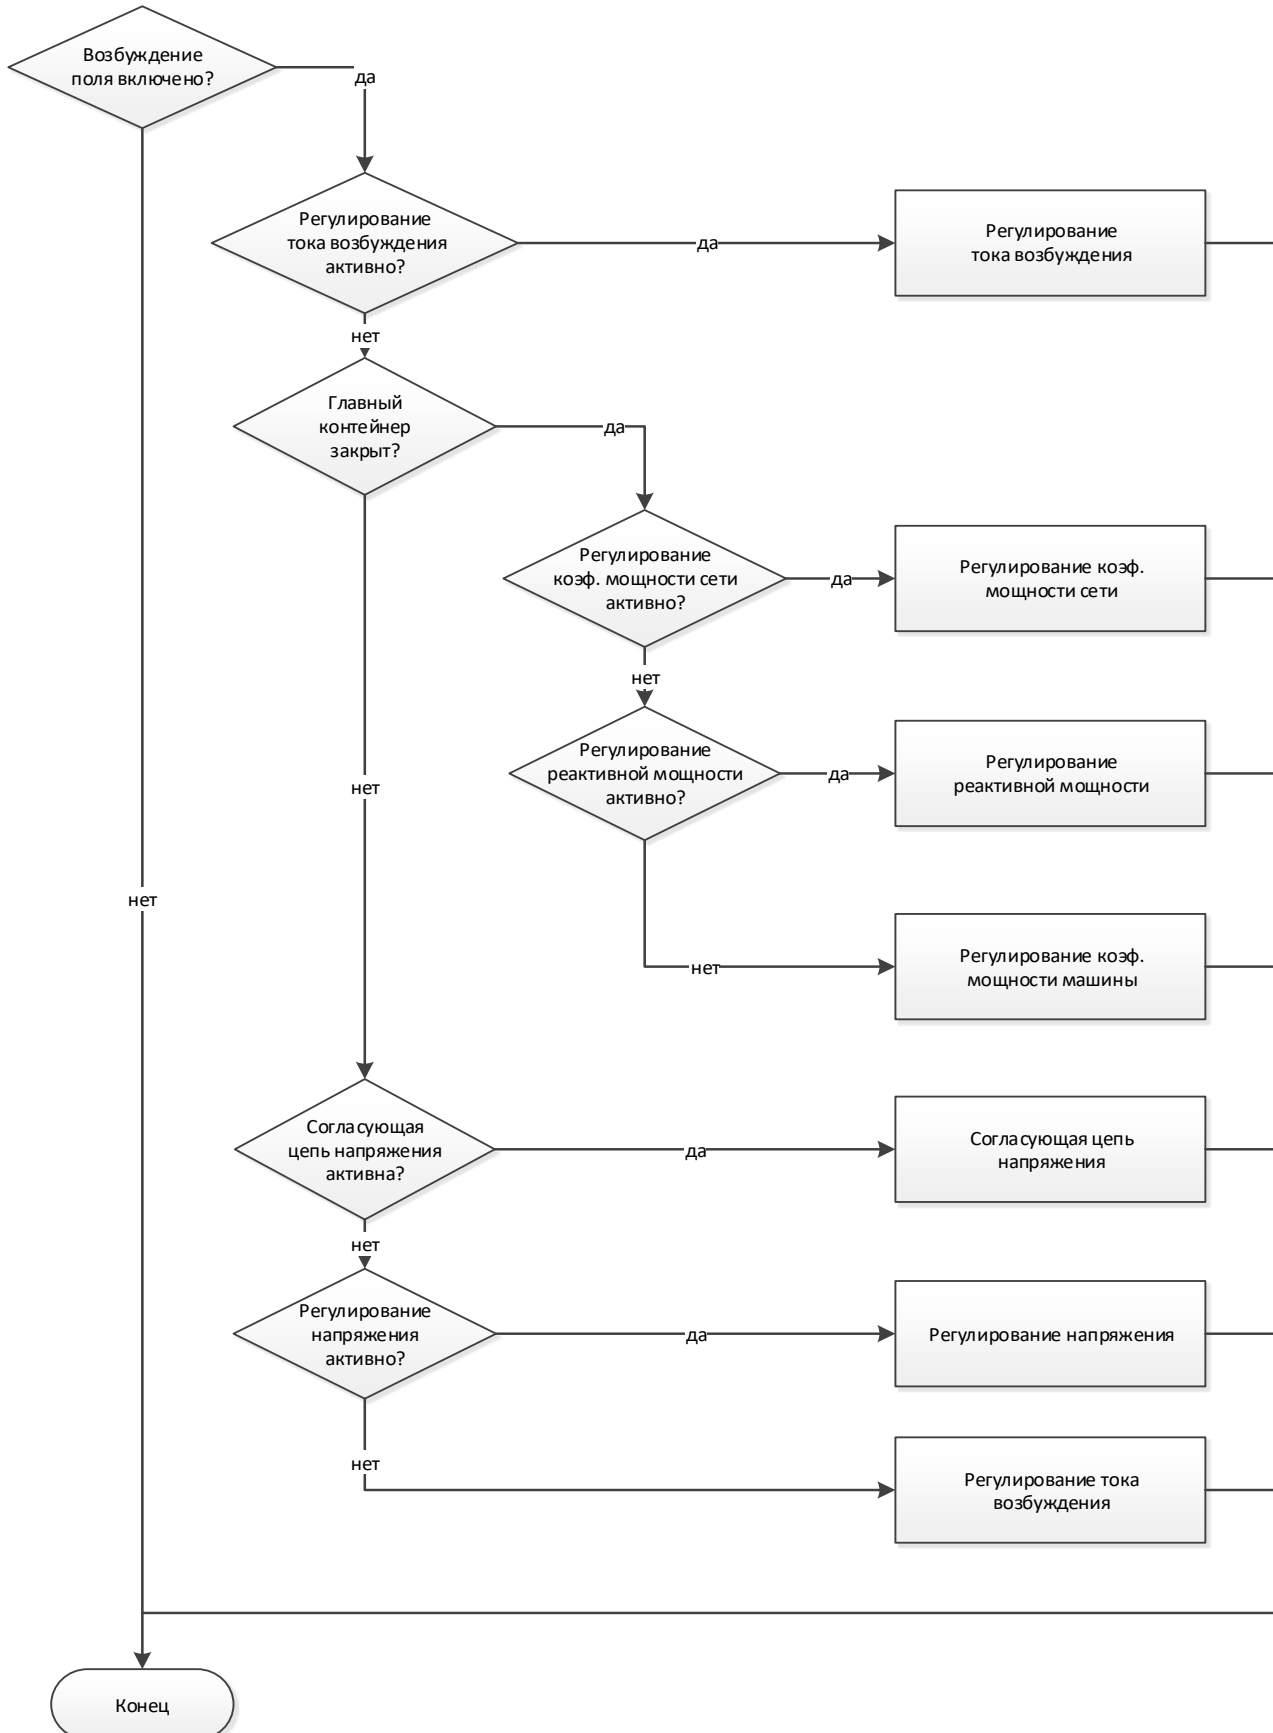 Возбуждение
поля включено?
да
Регулирование
тока возбуждения
активно?
да
Регулирование
тока возбуждения
нет
Главный
контейнер
закрыт?
да
Регулирование
коэф. мощности сети
активно?
да
Регулирование коэф.
мощности сети
нет
Регулирование
реактивной мощности
активно?
да
Регулирование
реактивной мощности
нет
нет
нет
Регулирование коэф.
мощности машины
Согласующая
цепь напряжения
активна?
да
Согласующая цепь
напряжения
нет
Регулирование
напряжения
активно?
да
Регулирование напряжения
нет
Регулирование тока
возбуждения
Конец